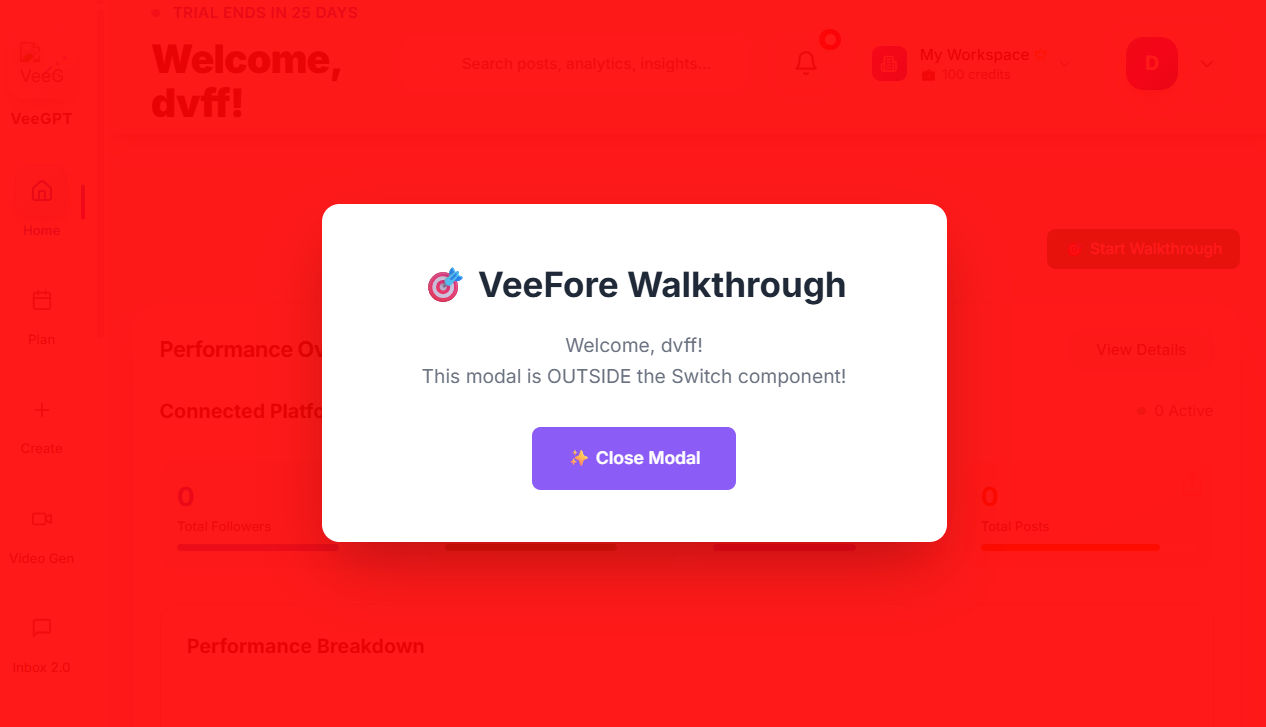 TRIAL ENDS IN 25 DAYS
Welcome,
dvff!
Search posts, analytics, insights...
My Workspace
100 credits
D
VeeG
VeeGPT
Home
Plan
Create
Video Gen
Inbox 2.0
Start Walkthrough
Performance Ov
View Details
Connected Platfo
0 Active
0
Total Followers
0
Total Posts
Performance Breakdown
VeeFore Walkthrough
Welcome, dvff!
This modal is OUTSIDE the Switch component!
Close Modal